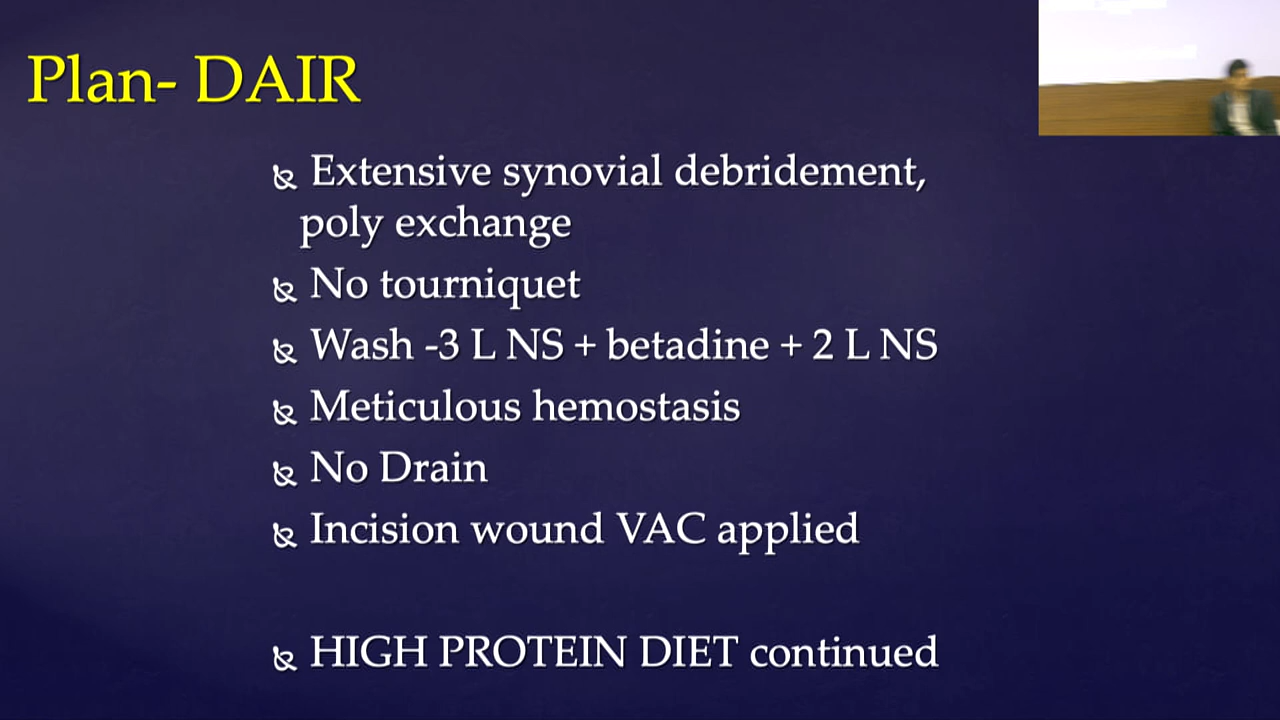 Plan- DAIR
Extensive synovial debridement,
poly exchange
No tourniquet
Wash -3 L NS + betadine + 2 L NS
Meticulous hemostasis
No Drain
Incision wound VAC applied
HIGH PROTEIN DIET continued